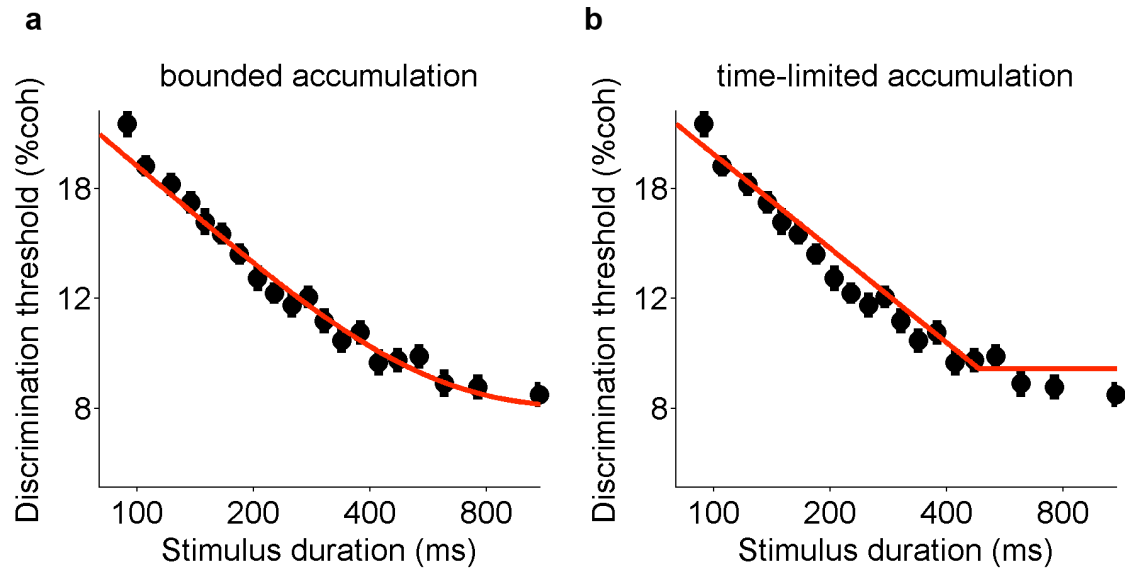 a
bounded accumulation
Discrimination threshold (%coh)
18
12
8
100 200 400 800
Stimulus duration (ms)
b
time-limited accumulation
Discrimination threshold (%coh)
18
12
8
100 200 400 800
Stimulus duration (ms)